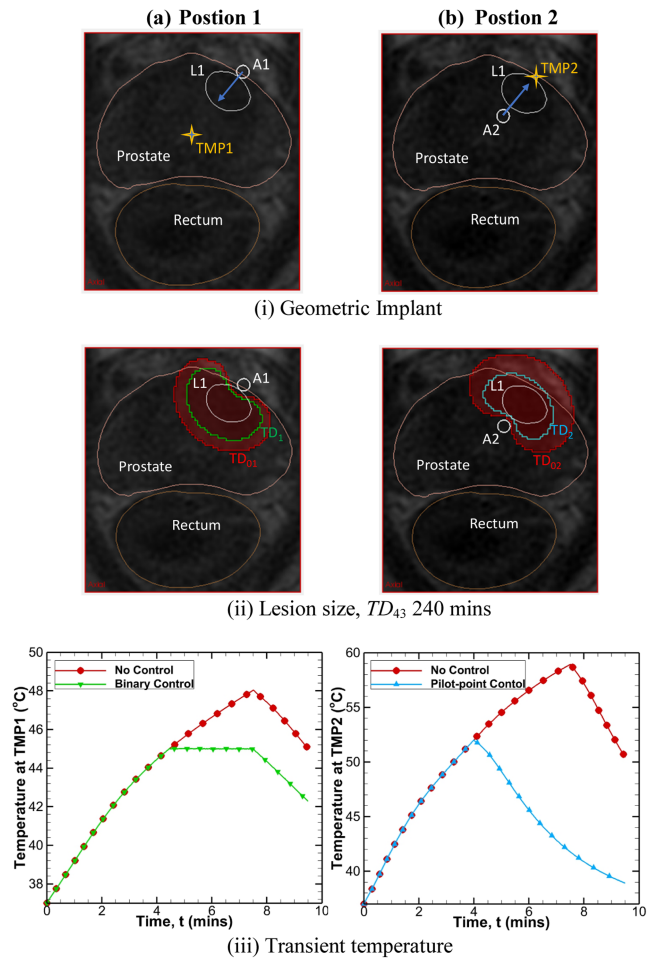 (a) Postion 1
(b) Postion 2
L1
A1
TMP1
Prostate
Rectum
L1
TMP2
A2
Prostate
Rectum
(i) Geometric Implant
L1
A1
TD1
TD01
Prostate
Rectum
L1
A2
TD2
TD02
Prostate
Rectum
(ii) Lesion size, TD43 240 mins
50
48
46
44
42
40
38
Temperature at TMP1 (°C)
No Control
Binary Control
0 2 4 6 8 10
Time, t (mins)
60
55
50
45
40
Temperature at TMP2 (°C)
No Control
Pilot-point Contol
0 2 4 6 8 10
Time, t (mins)
(iii) Transient temperature